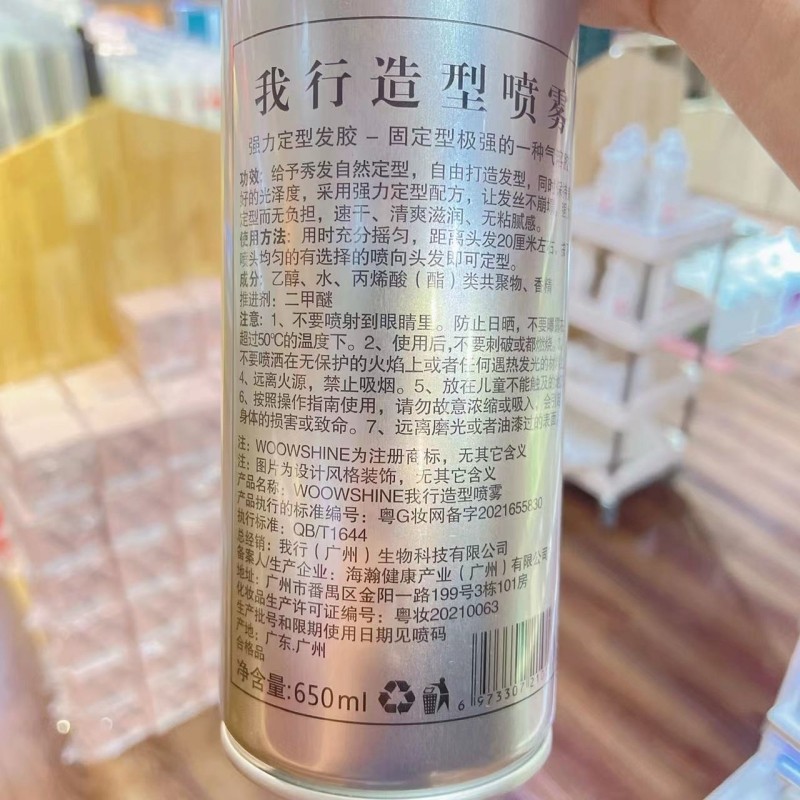 我行造型喷雾
强力定型发胶 – 固定型极强的一种气
功效: 给予秀发自然定型，自由打造发型，同时
好的光泽度，采用强力定型配方，让发丝不崩塌，
定型而无负担，速干、清爽滋润、无粘腻感。
使用方法: 用时充分摇匀，距离头发20厘米左右，
喷头均匀的有选择的喷向头发即可定型。
成分: 乙醇、水、丙烯酸（酯）类共聚物、香精
推进剂: 二甲醚
注意: 1、不要喷射到眼睛里。防止日晒，不要曝露在
超过50℃的温度下。2、使用后,不要刺破或都燃烧。
不要喷洒在无保护的火焰上或者任何遇热发光的
4、远离火源，禁止吸烟。5、放在儿童不能触及的
6、按照操作指南使用，请勿故意浓缩或吸入，会引
身体的损害或致命。7、远离磨光或者油漆过的表面
注: WOOWSHINE为注册商标，无其它含义
注: 图片为设计风格装饰，无其它含义
产品名称: WOOWSHINE我行造型喷雾
产品执行的标准编号: 粤G妆网备字2021655830
执行标准: QB/T1644
总经销: 我行（广州）生物科技有限公司
备案人/生产企业: 海瀚健康产业（广州）有限公司
地址: 广州市番禺区金阳一路199号3栋101房
化妆品生产许可证编号: 粤妆20210063
生产批号和限期使用日期见喷码
产地: 广东.广州
合格品
净含量:650ml
6 973307 21